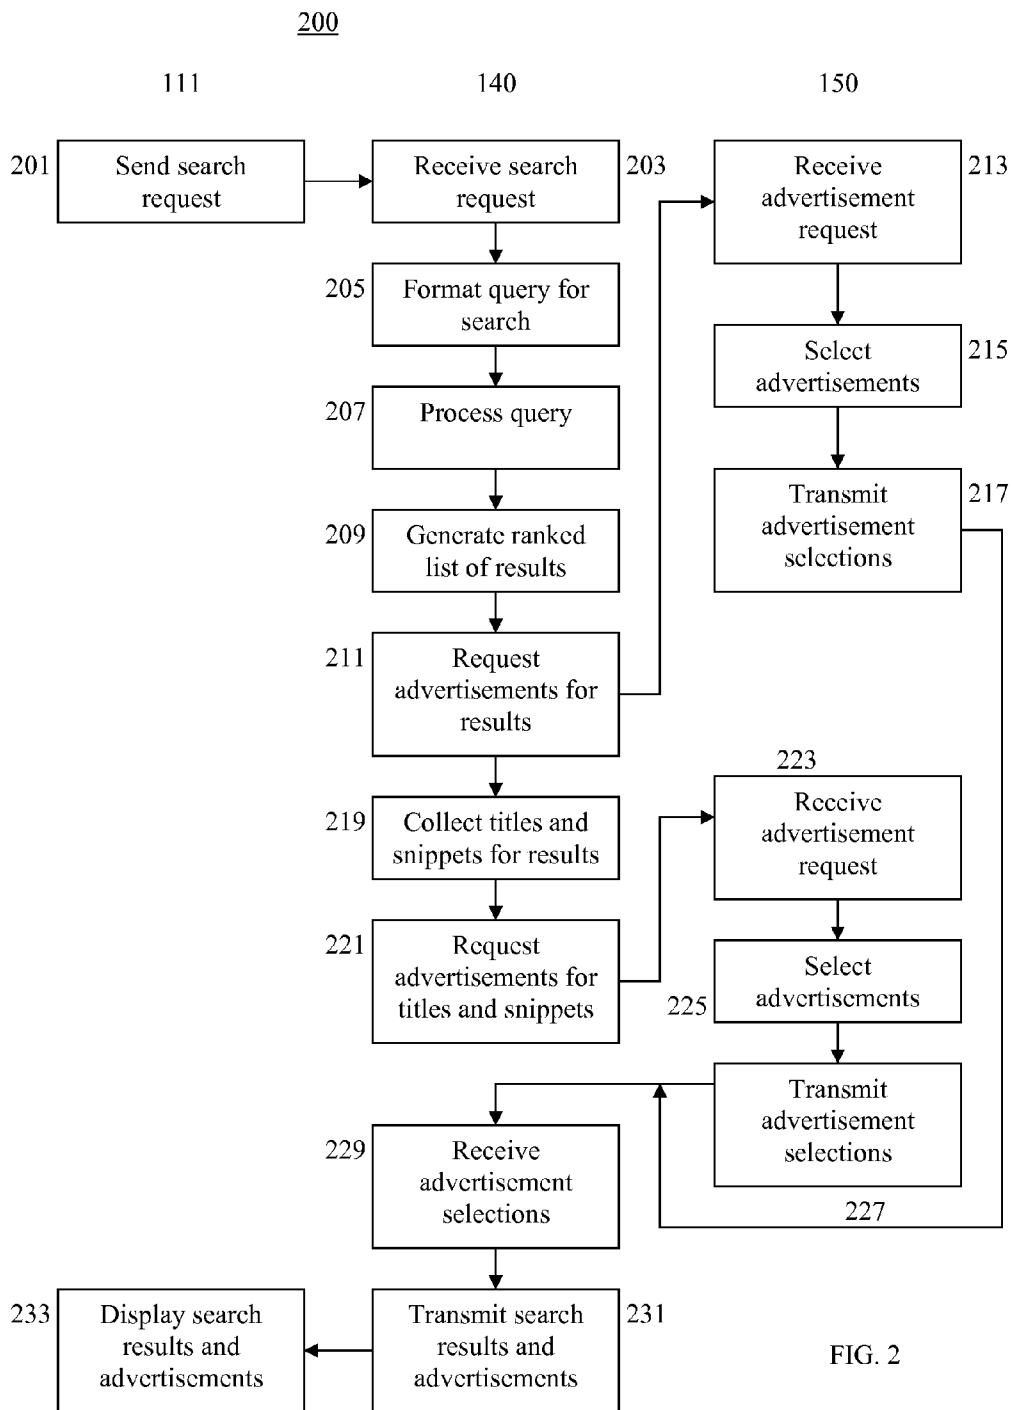 200
111
140
150
201
Send search
request
Receive search
request
203
Receive
advertisement
request
213
205
Format query for
search
Select
advertisements
215
207
Process query
209
Generate ranked
list of results
Transmit
advertisement
selections
217
211
Request
advertisements for
results
219
Collect titles and
snippets for results
223
Receive
advertisement
request
221
Request
advertisements for
titles and snippets
Select
advertisements
225
Transmit
advertisement
selections
227
229
Receive
advertisement
selections
233
Display search
results and
advertisements
Transmit search
results and
advertisements
231
FIG. 2